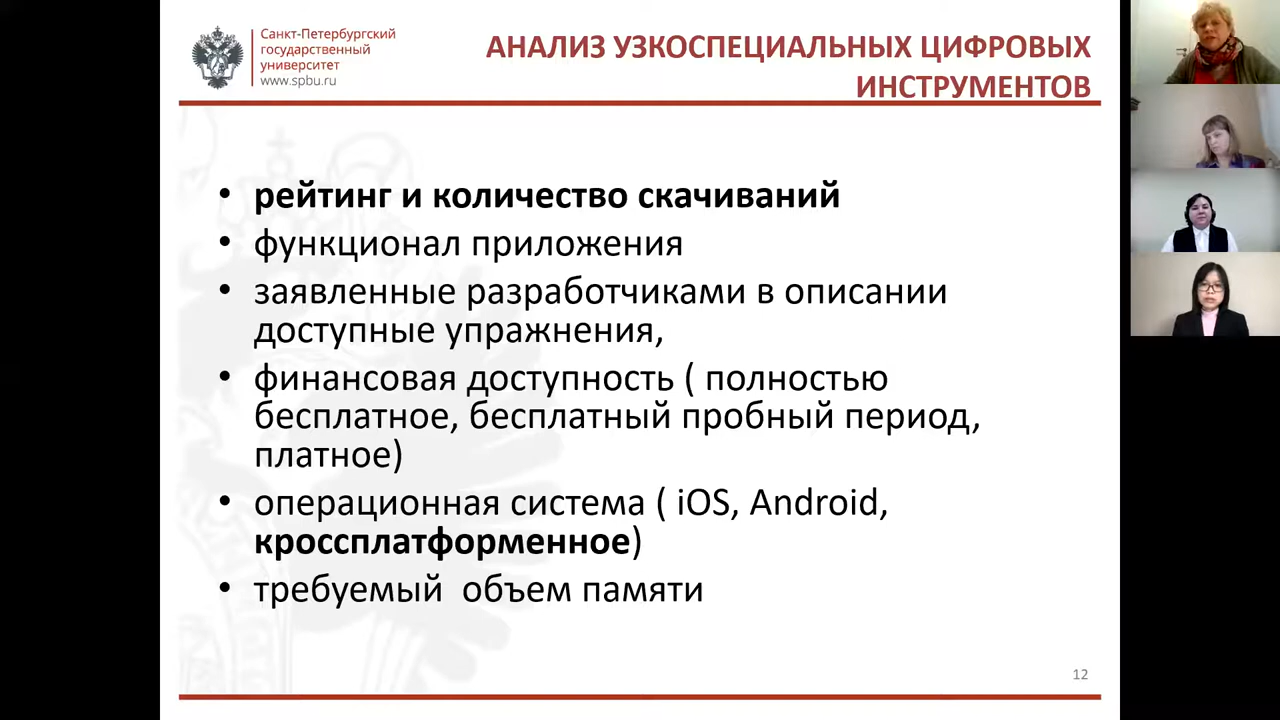 Санкт-Петербургский
государственный
университет
www.spbu.ru
АНАЛИЗ УЗКОСПЕЦИАЛЬНЫХ ЦИФРОВЫХ
ИНСТРУМЕНТОВ
• рейтинг и количество скачиваний
• функционал приложения
• заявленные разработчиками в описании
доступные упражнения,
• финансовая доступность ( полностью
бесплатное, бесплатный пробный период,
платное)
• операционная система ( iOS, Android,
кроссплатформенное)
• требуемый  объем памяти
12